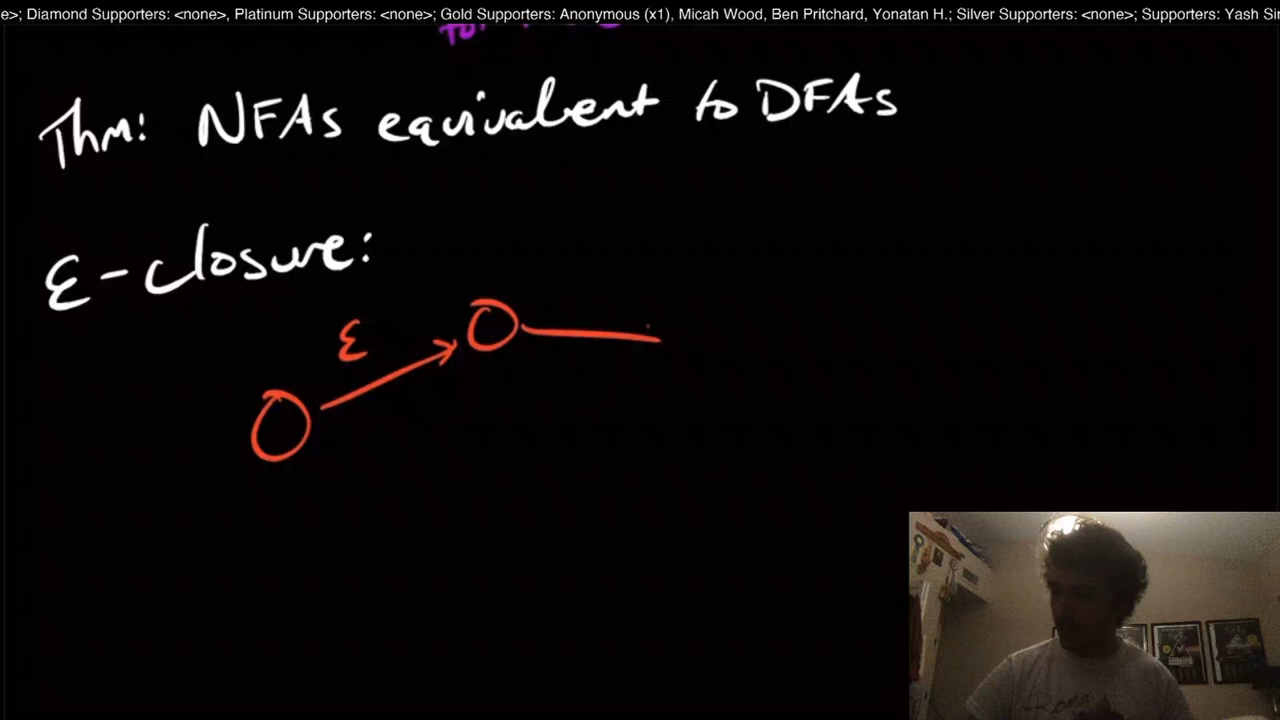 e>; Diamond Supporters: <none>, Platinum Supporters: <none>; Gold Supporters: Anonymous (x1), Micah Wood, Ben Pritchard, Yonatan H.; Silver Supporters: <none>; Supporters: Yash Sin
Thm: NFAs equivalent to DFAs
ε-closure:
ε